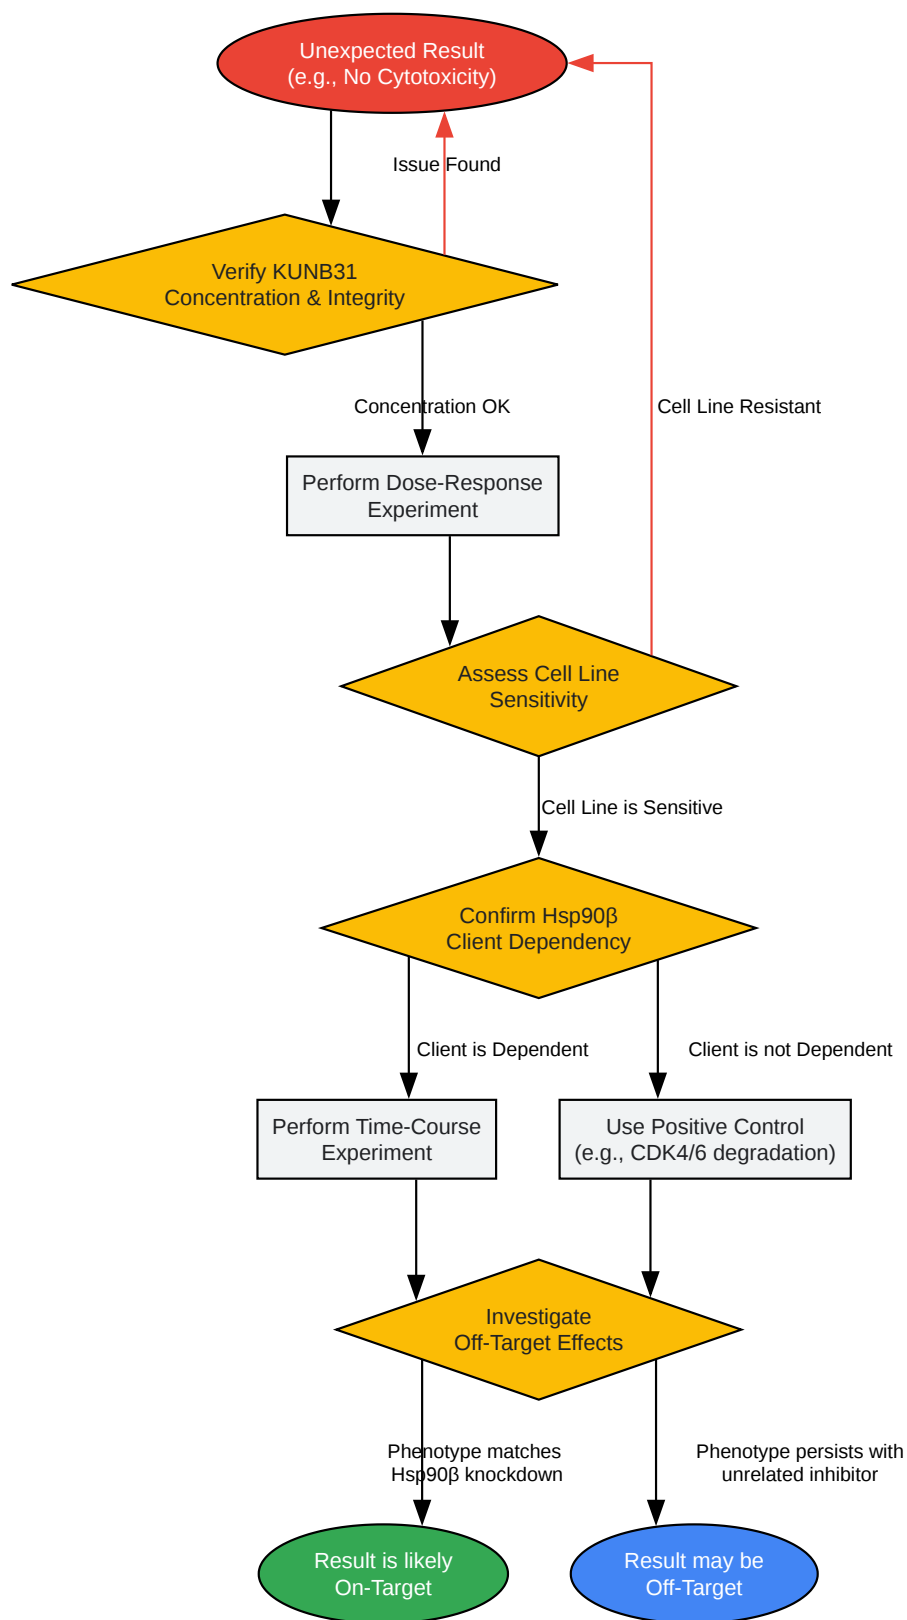 Unexpected Result
(e.g., No Cytotoxicity)
Issue Found
Verify KUNB31
Concentration & Integrity
Concentration OK
Cell Line Resistant
Perform Dose-Response
Experiment
Assess Cell Line
Sensitivity
Cell Line is Sensitive
Confirm Hsp90β
Client Dependency
Client is Dependent
Client is not Dependent
Perform Time-Course
Experiment
Use Positive Control
(e.g., CDK4/6 degradation)
Investigate
Off-Target Effects
Phenotype matches
Hsp90β knockdown
Phenotype persists with
unrelated inhibitor
Result is likely
On-Target
Result may be
Off-Target